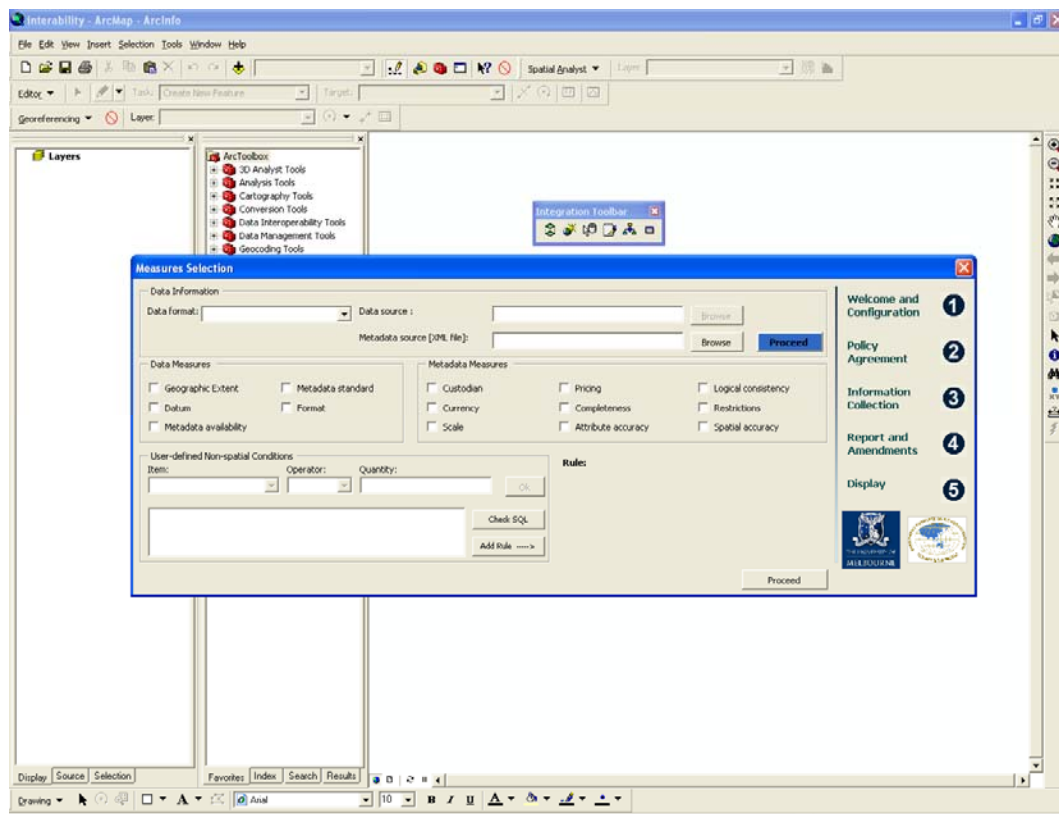 Interability - ArcMap - ArcInfo
File Edit View Insert Selection Tools Window Help
Spatial Analyst Layer:
Editor Task: Create New Feature Target:
Georeferencing Layer:
Layers
ArcToolbox
3D Analyst Tools
Analysis Tools
Cartography Tools
Conversion Tools
Data Interoperability Tools
Data Management Tools
Geocoding Tools
Integration Toolbar
Measures Selection
Data Information
Data format: Data source : Browse
Metadata source [XML file]: Browse Proceed
Data Measures
Geographic Extent Metadata standard
Datum Format
Metadata availability
Metadata Measures
Custodian Pricing Logical consistency
Currency Completeness Restrictions
Scale Attribute accuracy Spatial accuracy
User-defined Non-spatial Conditions
Item: Operator: Quantity:
Ok
Check SQL
Add Rule ---->
Rule:
Proceed
Welcome and
Configuration 1
Policy
Agreement 2
Information
Collection 3
Report and
Amendments 4
Display 5
THE UNIVERSITY OF
MELBOURNE
Display Source Selection
Favorites Index Search Results
Drawing A Arial 10 B I U A